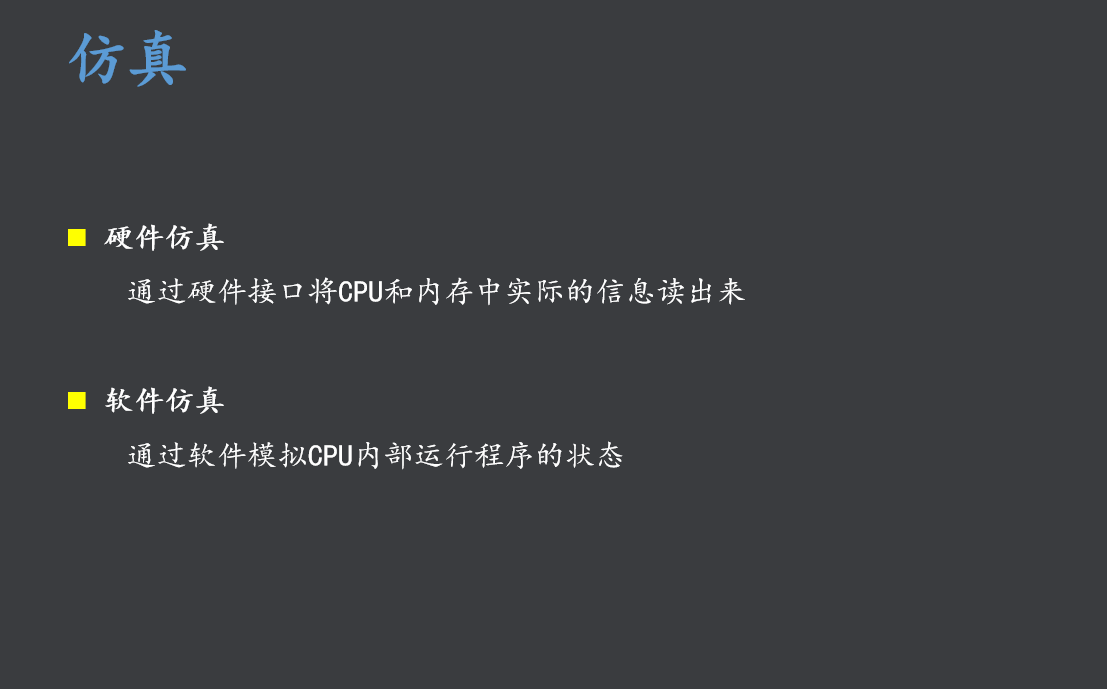 仿真
硬件仿真
通过硬件接口将CPU和内存中实际的信息读出来
软件仿真
通过软件模拟CPU内部运行程序的状态